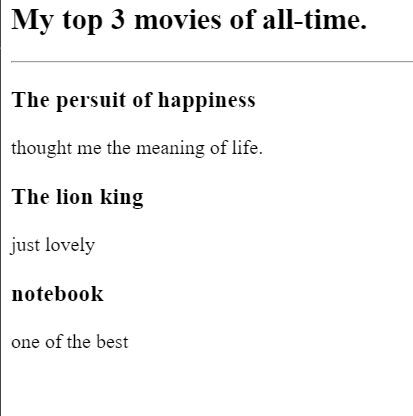 My top 3 movies of all-time.
The persuit of happiness
thought me the meaning of life.
The lion king
just lovely
notebook
one of the best